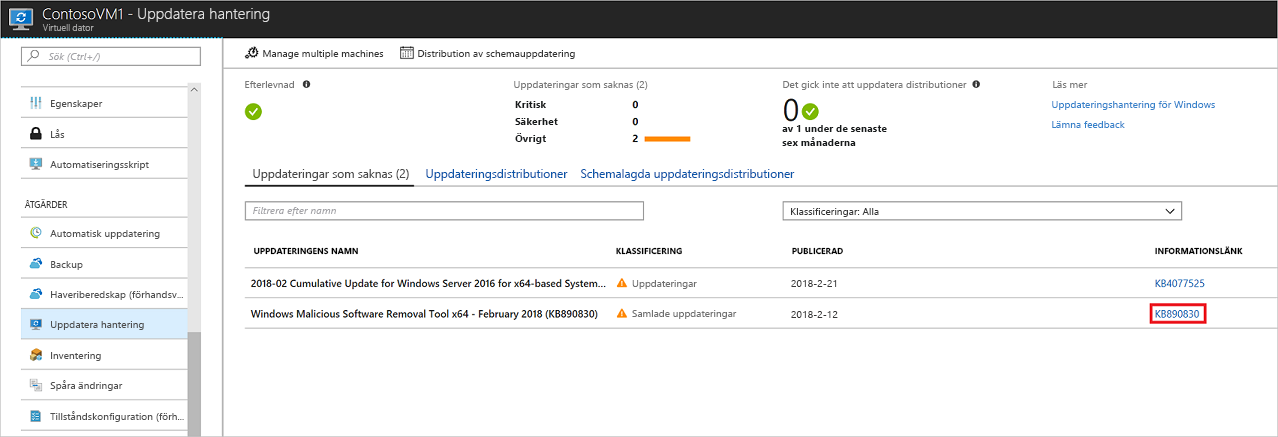 ContosoVM1 - Uppdatera hantering
Virtuell dator
Sök (Ctrl+/)
Egenskaper
Lås
Automatiseringsskript
ÅTGÄRDER
Automatisk uppdatering
Backup
Haveriberedskap (förhandsv...
Uppdatera hantering
Inventering
Spåra ändringar
Tillståndskonfiguration (förh...
Manage multiple machines
Distribution av schemauppdatering
Efterlevnad
Uppdateringar som saknas (2)
Kritisk 0
Säkerhet 0
Övrigt 2
Det gick inte att uppdatera distributioner
0
av 1 under de senaste
sex månaderna
Läs mer
Uppdateringshantering för Windows
Lämna feedback
Uppdateringar som saknas (2) Uppdateringsdistributioner Schemalagda uppdateringsdistributioner
Filtrera efter namn
Klassificeringar: Alla
UPPDATERINGENS NAMN KLASSIFICERING PUBLICERAD INFORMATIONSLÄNK
2018-02 Cumulative Update for Windows Server 2016 for x64-based System... Uppdateringar 2018-2-21 KB4077525
Windows Malicious Software Removal Tool x64 - February 2018 (KB890830) Samlade uppdateringar 2018-2-12 KB890830